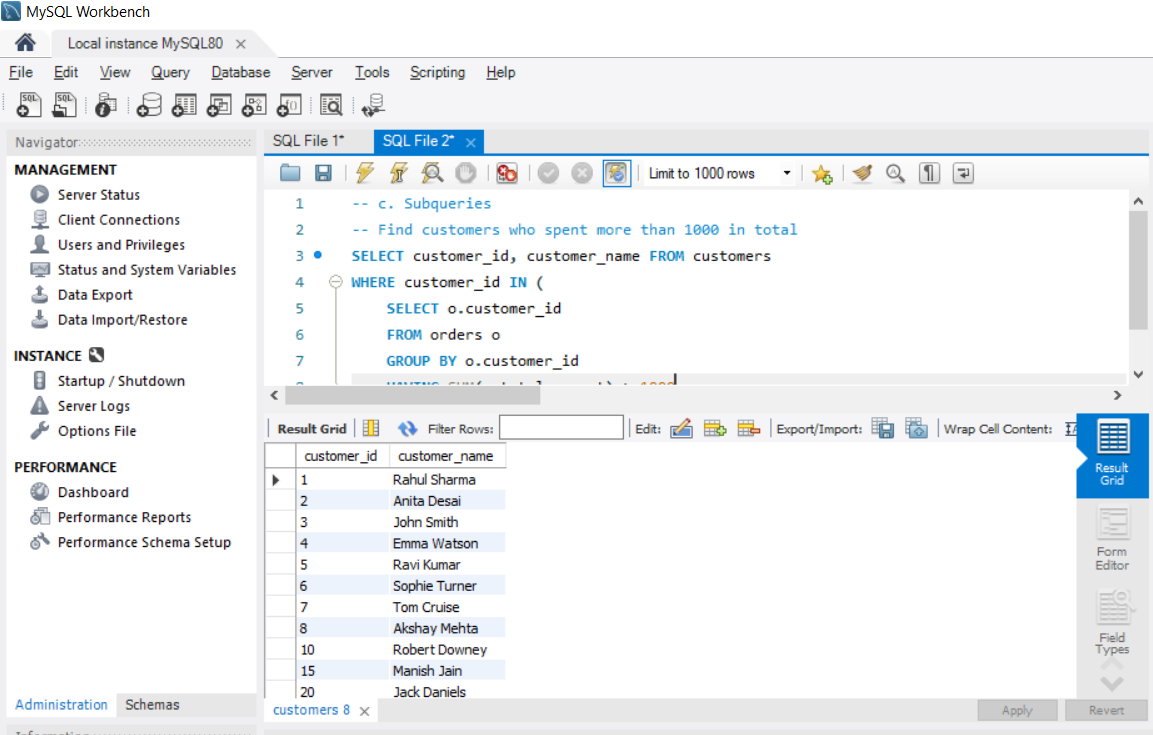 MySQL Workbench
Local instance MySQL80
File Edit View Query Database Server Tools Scripting Help
Navigator
SQL File 1* SQL File 2*
MANAGEMENT
Server Status
Client Connections
Users and Privileges
Status and System Variables
Data Export
Data Import/Restore
INSTANCE
Startup / Shutdown
Server Logs
Options File
PERFORMANCE
Dashboard
Performance Reports
Performance Schema Setup
Administration Schemas
Limit to 1000 rows
1 -- c. Subqueries
2 -- Find customers who spent more than 1000 in total
3 SELECT customer_id, customer_name FROM customers
4 WHERE customer_id IN (
5 SELECT o.customer_id
6 FROM orders o
7 GROUP BY o.customer_id
Result Grid Filter Rows: Edit: Export/Import: Wrap Cell Content:
customer_id customer_name
1 Rahul Sharma
2 Anita Desai
3 John Smith
4 Emma Watson
5 Ravi Kumar
6 Sophie Turner
7 Tom Cruise
8 Akshay Mehta
10 Robert Downey
15 Manish Jain
20 Jack Daniels
Result
Grid
Form
Editor
Field
Types
customers 8
Apply Revert